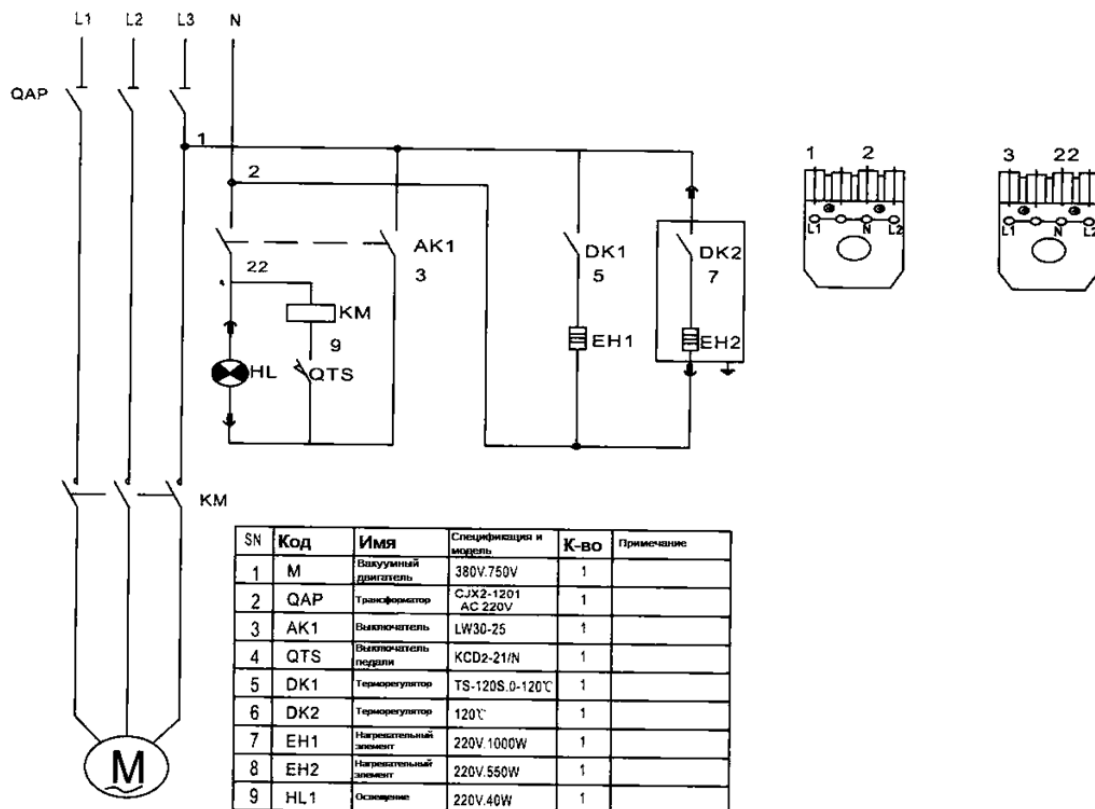 L1 L2 L3 N
QAP
1
2
AK1
3
DK1
5
DK2
7
22
KM
9
HL
QTS
EH1
EH2
KM
M
1 2
L1 N L2
3 22
L1 N L2
SN Код Имя Спецификация и модель К-во Примечание
1 M Вакуумный двигатель 380V.750V 1
2 QAP Трансформатор CJX2-1201 AC 220V 1
3 AK1 Выключатель LW30-25 1
4 QTS Выключатель педали KCD2-21/N 1
5 DK1 Терморегулятор TS-120S.0-120℃ 1
6 DK2 Терморегулятор 120℃ 1
7 EH1 Нагревательный элемент 220V.1000W 1
8 EH2 Нагревательный элемент 220V.550W 1
9 HL1 Освещение 220V.40W 1